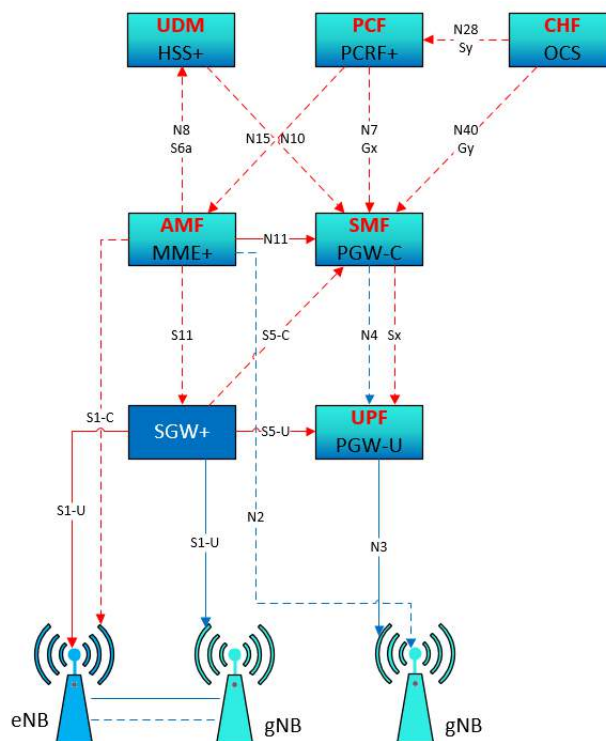 UDM
HSS+
PCF
PCRF+
CHF
OCS
N28
Sy
N8
S6a
N15
N10
N7
Gx
N40
Gy
AMF
MME+
N11
SMF
PGW-C
S11
S5-C
N4
Sx
S1-C
SGW+
S5-U
UPF
PGW-U
S1-U
S1-U
N2
N3
eNB
gNB
gNB